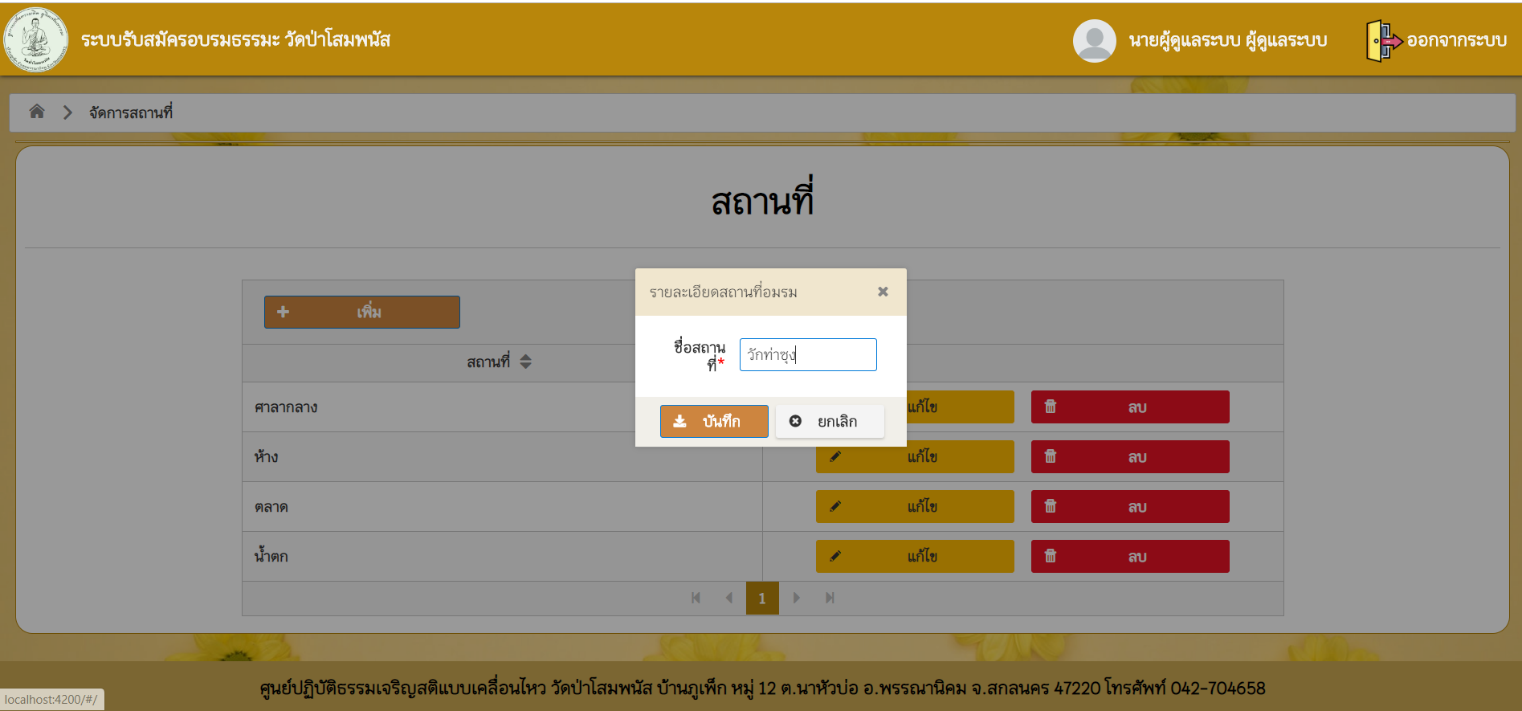 ระบบรับสมัครอบรมธรรมะ วัดป่าโสมพนัส
นายผู้ดูแลระบบ ผู้ดูแลระบบ
ออกจากระบบ
จัดการสถานที่
สถานที่
เพิ่ม
รายละเอียดสถานที่อมรม
ชื่อสถาน
ที่*
วักท่าซุง
บันทึก
ยกเลิก
สถานที่
ศาลากลาง
แก้ไข
ลบ
ห้าง
แก้ไข
ลบ
ตลาด
แก้ไข
ลบ
น้ำตก
แก้ไข
ลบ
1
ศูนย์ปฏิบัติธรรมเจริญสติแบบเคลื่อนไหว วัดป่าโสมพนัส บ้านภูเพ็ก หมู่ 12 ต.นาหัวบ่อ อ.พรรณานิคม จ.สกลนคร 47220 โทรศัพท์ 042-704658
localhost:4200/#/